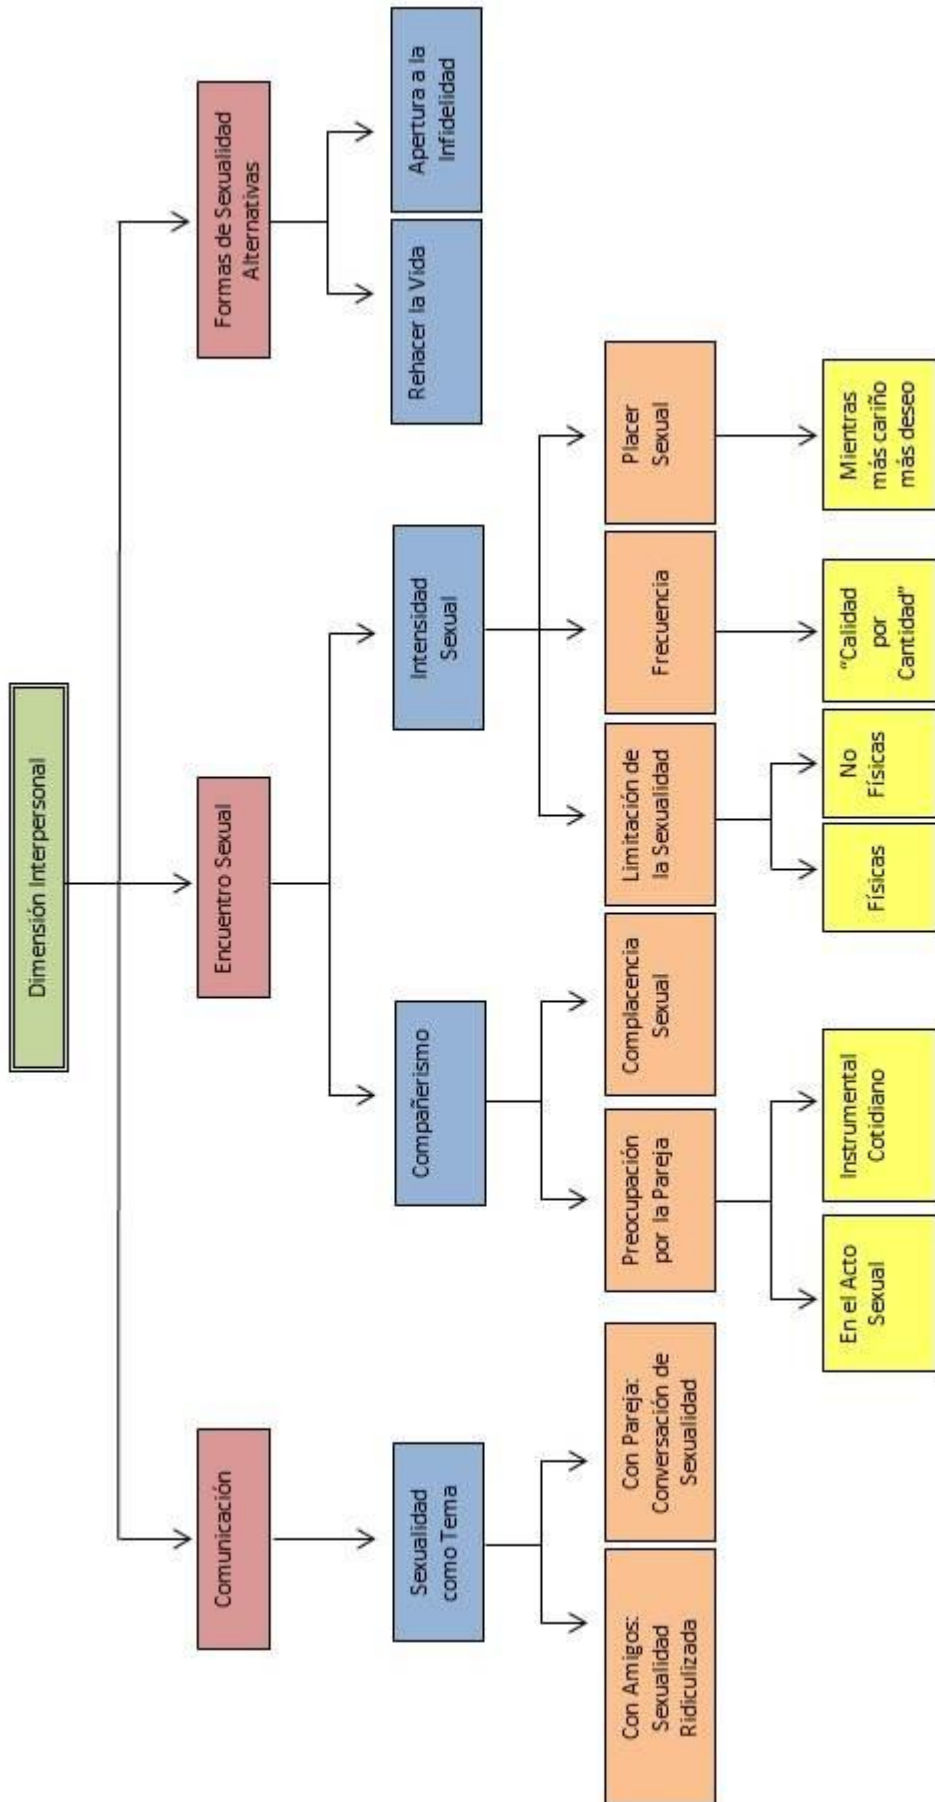 Dimensión Interpersonal
Comunicación
Encuentro Sexual
Formas de Sexualidad
Alternativas
Sexualidad
como Tema
Compañerismo
Intensidad
Sexual
Rehacer la Vida
Apertura a la
Infidelidad
Con Amigos:
Sexualidad
Ridiculizada
Con Pareja:
Conversación de
Sexualidad
Preocupación
por la Pareja
Complacencia
Sexual
Limitación de
la Sexualidad
Frecuencia
Placer
Sexual
En el Acto
Sexual
Instrumental
Cotidiano
Físicas
No
Físicas
"Calidad
por
Cantidad"
Mientras
más cariño
más deseo